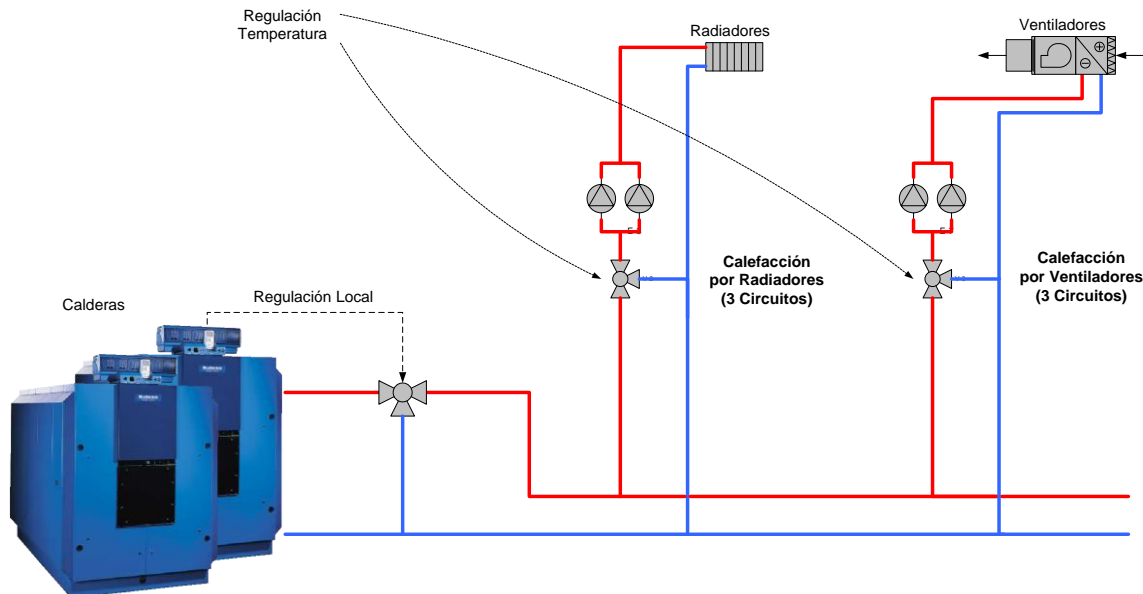 Regulación
Temperatura
Radiadores
Ventiladores
Calefacción
por Radiadores
(3 Circuitos)
Calefacción
por Ventiladores
(3 Circuitos)
Regulación Local
Calderas